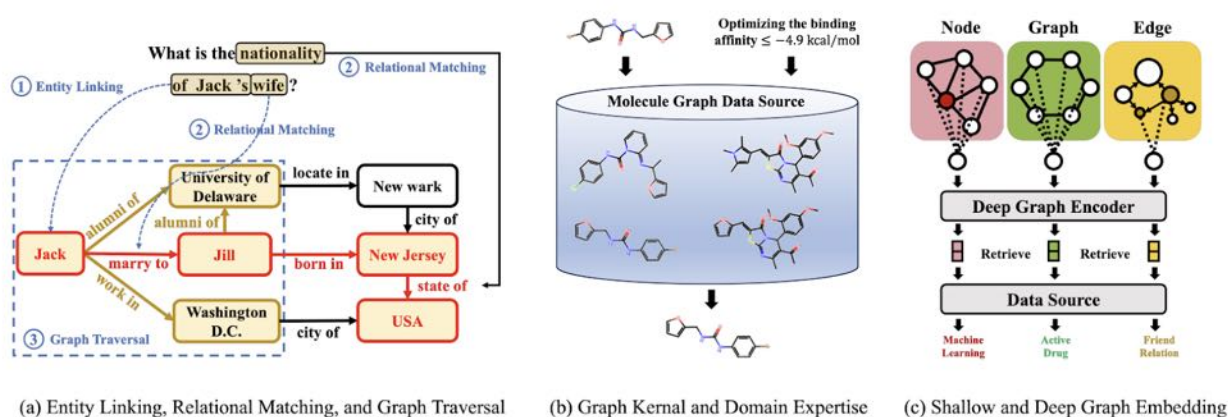 What is the nationality
of Jack 's wife ?
① Entity Linking
② Relational Matching
② Relational Matching
University of
Delaware
locate in
New wark
alumni of
alumni of
city of
Jack
marry to
Jill
born in
New Jersey
work in
state of
Washington
D.C.
city of
USA
③ Graph Traversal
(a) Entity Linking, Relational Matching, and Graph Traversal
Optimizing the binding
affinity ≤ −4.9 kcal/mol
Molecule Graph Data Source
(b) Graph Kernal and Domain Expertise
Node Graph Edge
Deep Graph Encoder
Retrieve Retrieve
Data Source
Machine
Learning
Active
Drug
Friend
Relation
(c) Shallow and Deep Graph Embedding